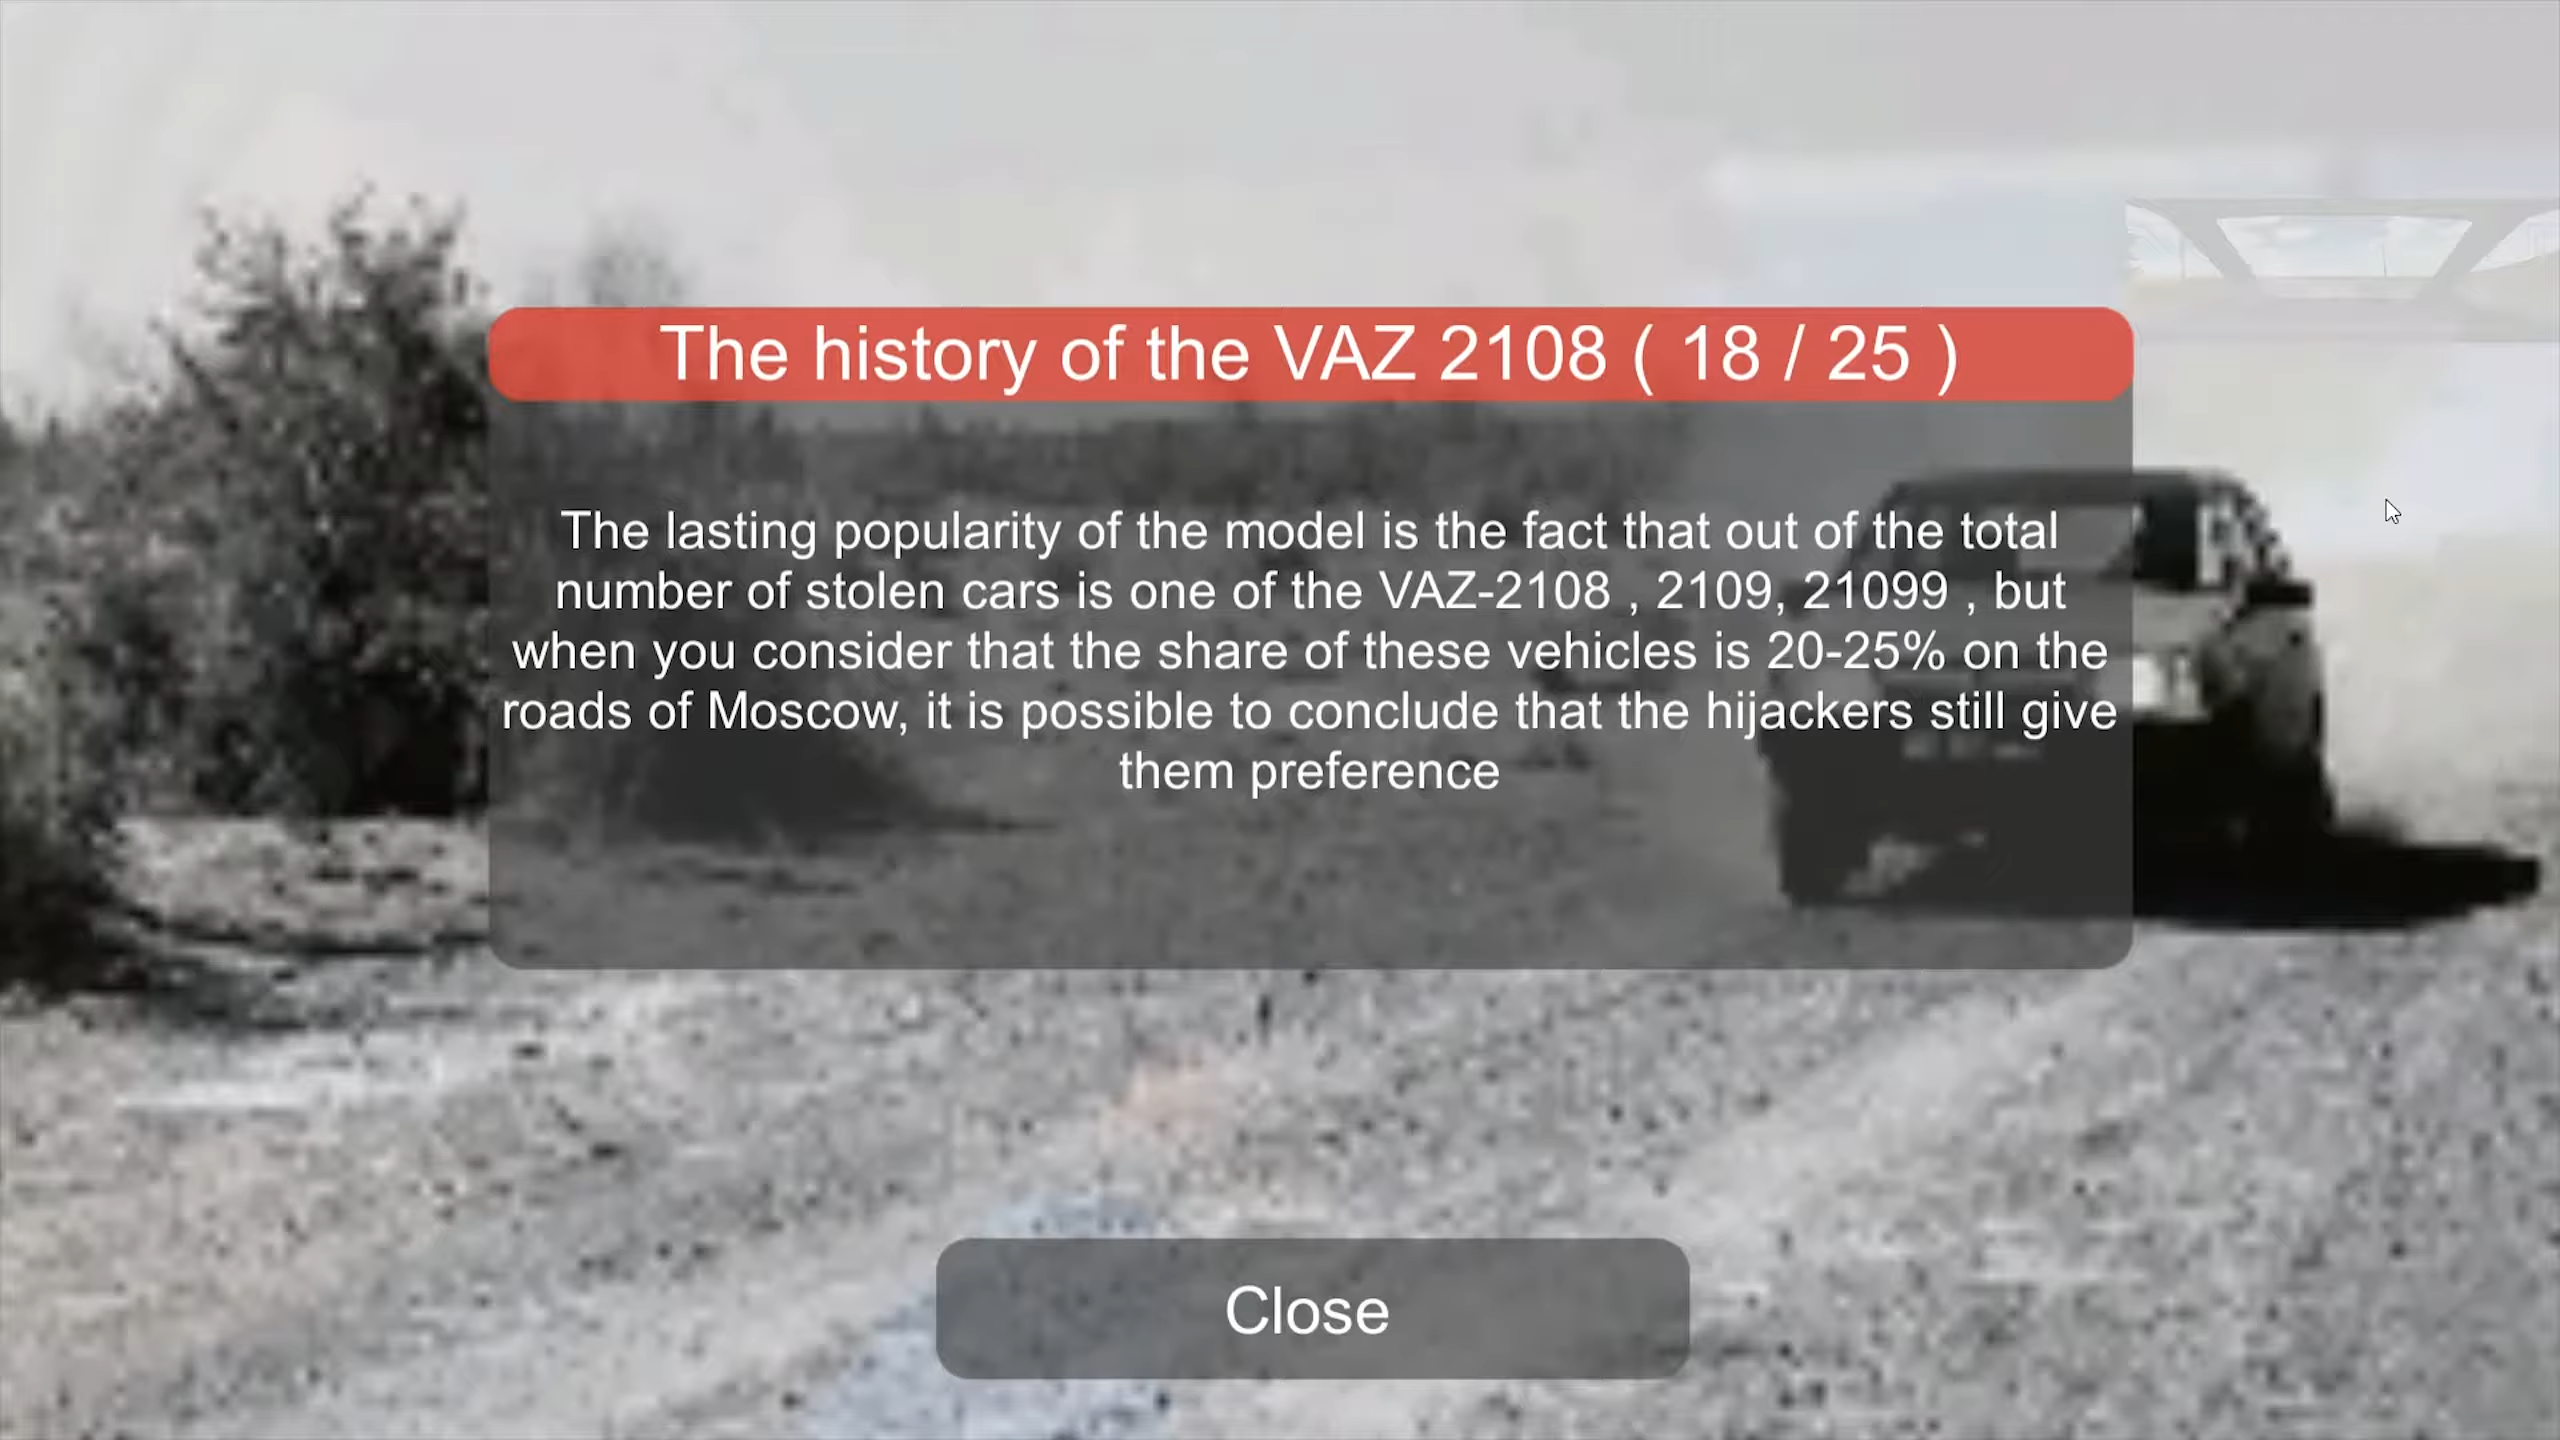 The history of the VAZ 2108 ( 18 / 25 )
The lasting popularity of the model is the fact that out of the total
number of stolen cars is one of the VAZ-2108 , 2109, 21099 , but
when you consider that the share of these vehicles is 20-25% on the
roads of Moscow, it is possible to conclude that the hijackers still give
them preference
Close